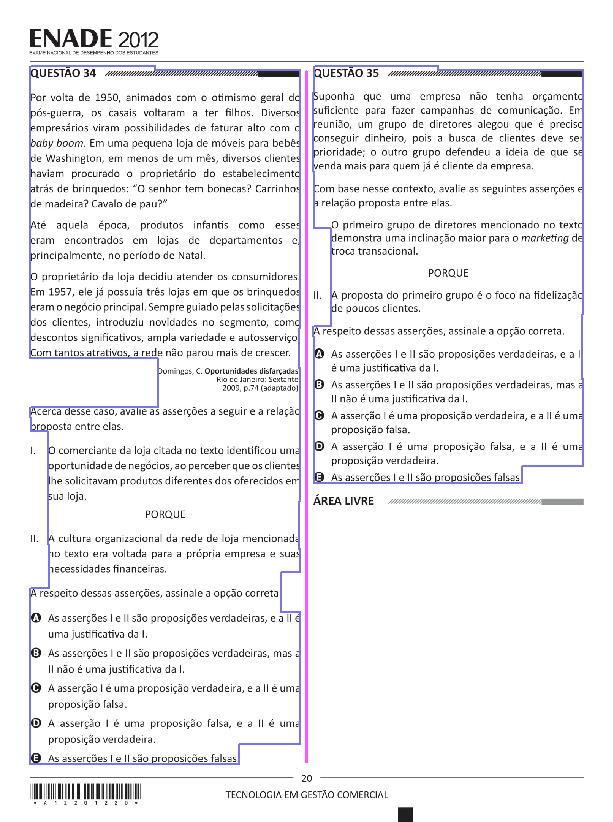 ENADE 2012
EXAME NACIONAL DE DESEMPENHO DOS ESTUDANTES
QUESTÃO 34
Por volta de 1950, animados com o otimismo geral do
pós-guerra, os casais voltaram a ter filhos. Diversos
empresários viram possibilidades de faturar alto com o
baby boom. Em uma pequena loja de móveis para bebês
de Washington, em menos de um mês, diversos clientes
haviam procurado o proprietário do estabelecimento
atrás de brinquedos: “O senhor tem bonecas? Carrinhos
de madeira? Cavalo de pau?”
Até aquela época, produtos infantis como esses
eram encontrados em lojas de departamentos e,
principalmente, no período de Natal.
O proprietário da loja decidiu atender os consumidores.
Em 1957, ele já possuía três lojas em que os brinquedos
eram o negócio principal. Sempre guiado pelas solicitações
dos clientes, introduziu novidades no segmento, como
descontos significativos, ampla variedade e autosserviço.
Com tantos atrativos, a rede não parou mais de crescer.
Domingos, C. Oportunidades disfarçadas.
Rio de Janeiro: Sextante,
2009, p.74 (adaptado).
Acerca desse caso, avalie as asserções a seguir e a relação
proposta entre elas.
I. O comerciante da loja citada no texto identificou uma
oportunidade de negócios, ao perceber que os clientes
lhe solicitavam produtos diferentes dos oferecidos em
sua loja.
PORQUE
II. A cultura organizacional da rede de loja mencionada
no texto era voltada para a própria empresa e suas
necessidades financeiras.
A respeito dessas asserções, assinale a opção correta.
A As asserções I e II são proposições verdadeiras, e a II é
uma justificativa da I.
B As asserções I e II são proposições verdadeiras, mas a
II não é uma justificativa da I.
C A asserção I é uma proposição verdadeira, e a II é uma
proposição falsa.
D A asserção I é uma proposição falsa, e a II é uma
proposição verdadeira.
E As asserções I e II são proposições falsas.
QUESTÃO 35
Suponha que uma empresa não tenha orçamento
suficiente para fazer campanhas de comunicação. Em
reunião, um grupo de diretores alegou que é preciso
conseguir dinheiro, pois a busca de clientes deve ser
prioridade; o outro grupo defendeu a ideia de que se
venda mais para quem já é cliente da empresa.
Com base nesse contexto, avalie as seguintes asserções e
a relação proposta entre elas.
O primeiro grupo de diretores mencionado no texto
demonstra uma inclinação maior para o marketing de
troca transacional.
PORQUE
II. A proposta do primeiro grupo é o foco na fidelização
de poucos clientes.
A respeito dessas asserções, assinale a opção correta.
A As asserções I e II são proposições verdadeiras, e a II
é uma justificativa da I.
B As asserções I e II são proposições verdadeiras, mas a
II não é uma justificativa da I.
C A asserção I é uma proposição verdadeira, e a II é uma
proposição falsa.
D A asserção I é uma proposição falsa, e a II é uma
proposição verdadeira.
E As asserções I e II são proposições falsas.
ÁREA LIVRE
20
TECNOLOGIA EM GESTÃO COMERCIAL
* A 1 2 2 0 1 2 2 0 *